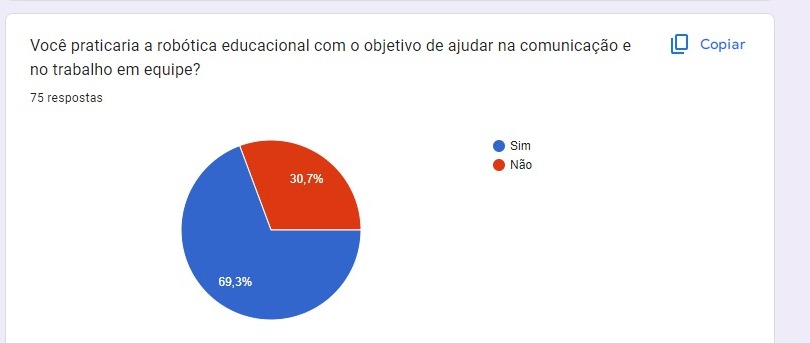 Você praticaria a robótica educacional com o objetivo de ajudar na comunicação e
no trabalho em equipe?
Copiar
75 respostas
Sim
Não
30,7%
69,3%